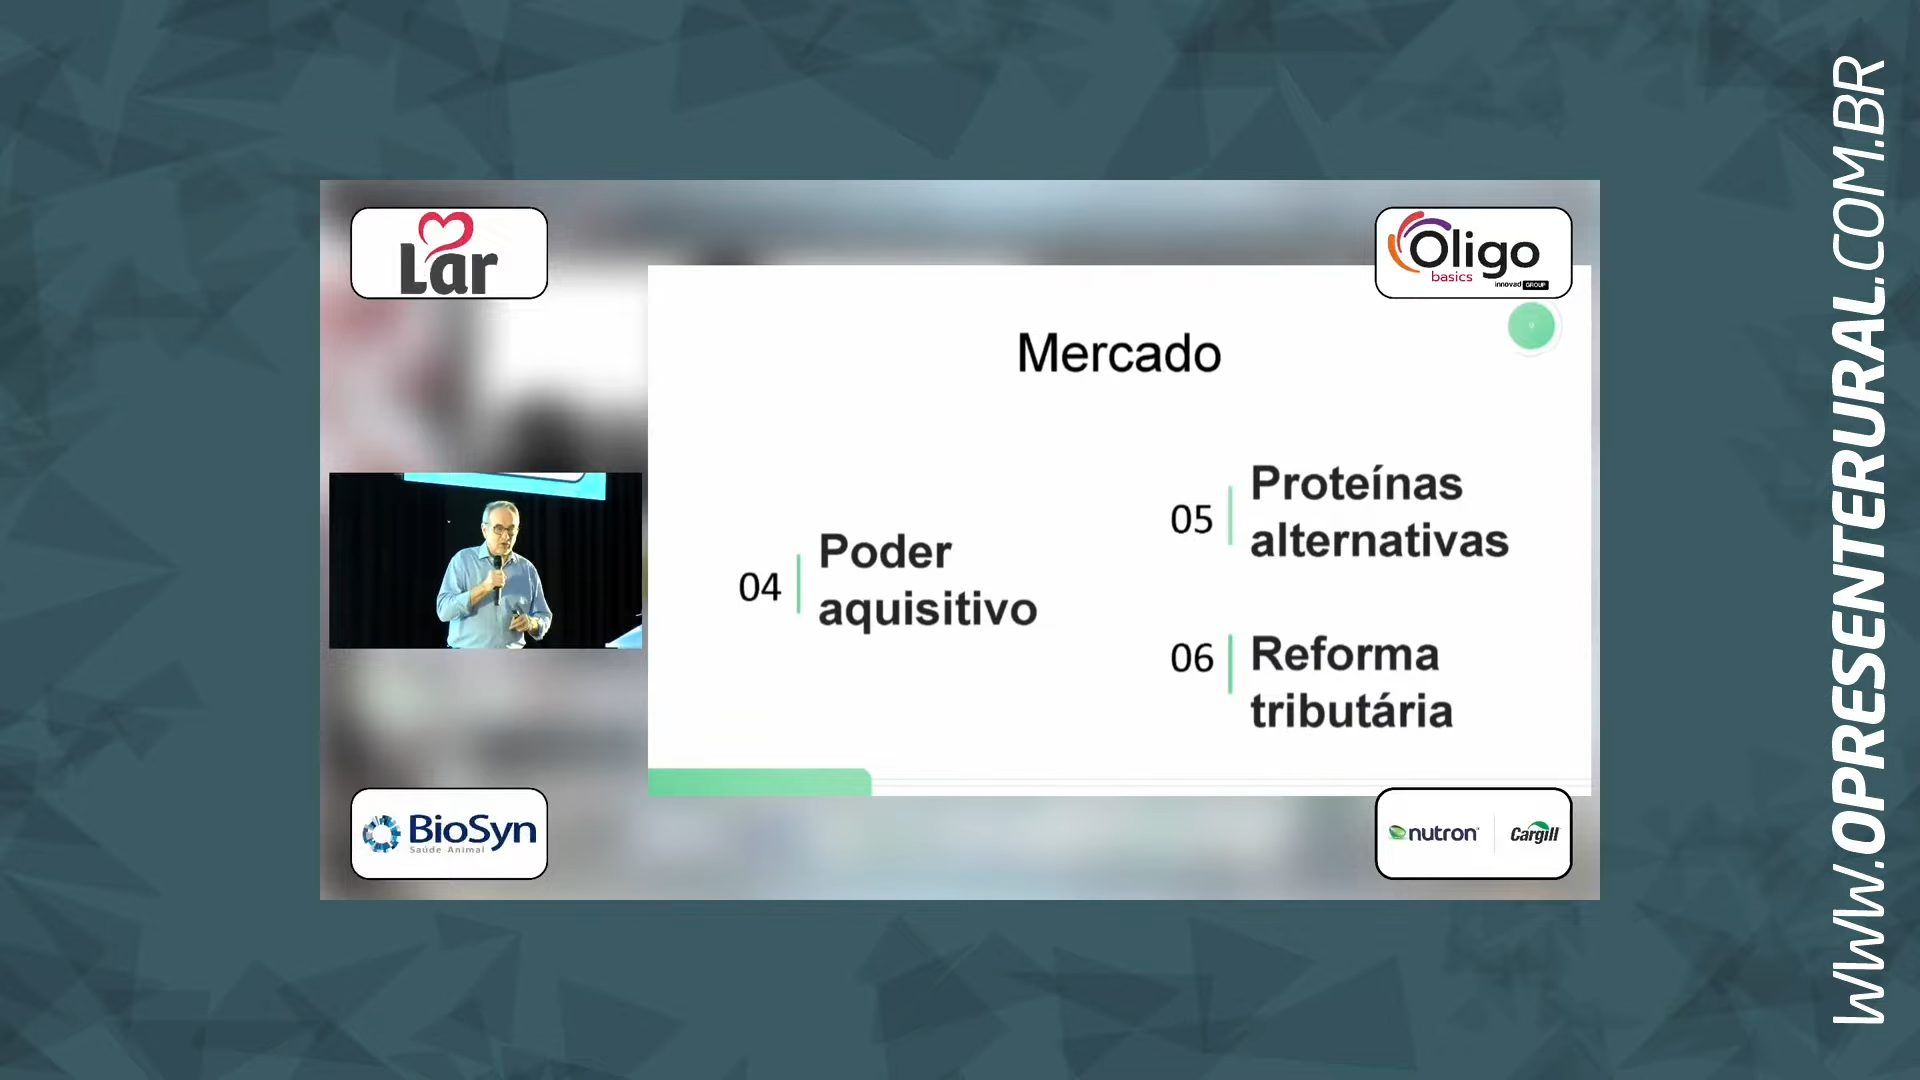 Lar
Oligo
basics
innovad GROUP
Mercado
04
Poder
aquisitivo
05
Proteínas
alternativas
06
Reforma
tributária
BioSyn
Saúde Animal
nutron
Cargill
WWW.OPRESENTERURAL.COM.BR